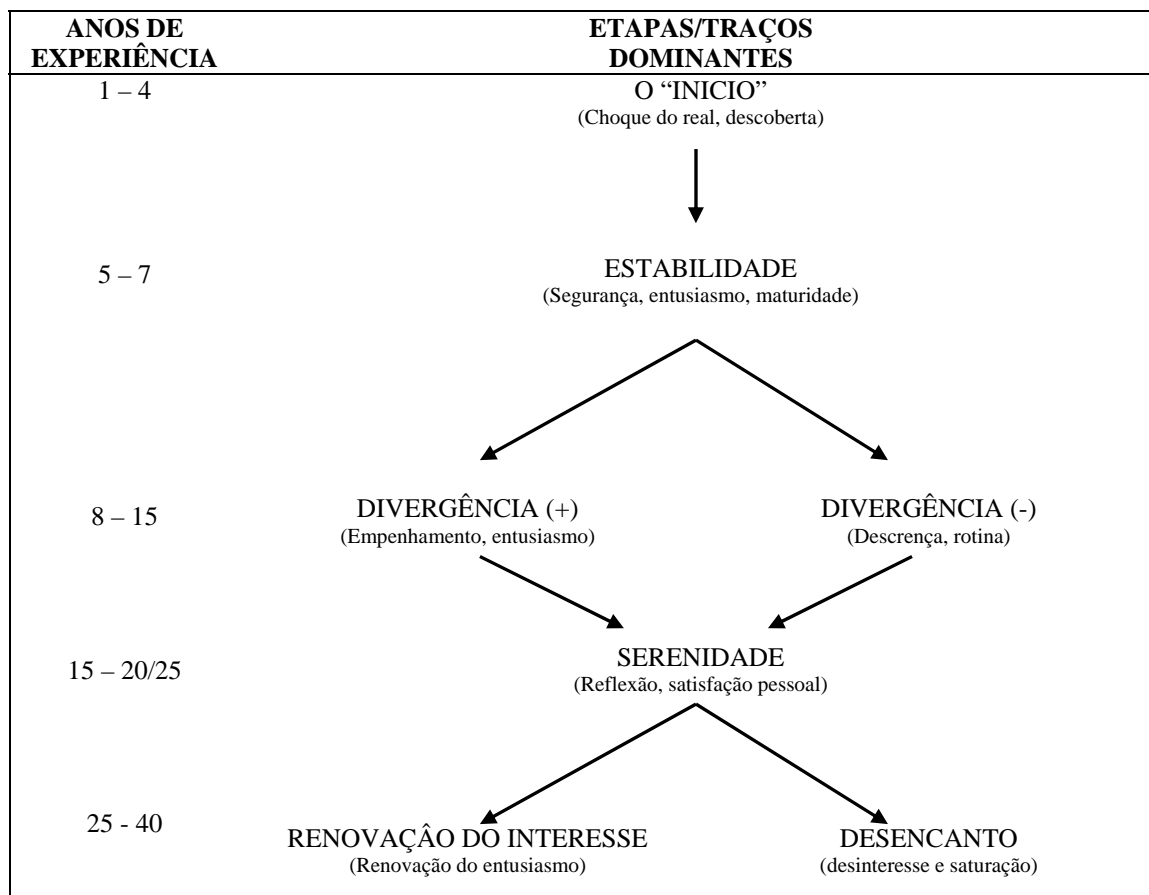 ANOS DE
EXPERIÊNCIA
ETAPAS/TRAÇOS
DOMINANTES
1 – 4
O “INICIO”
(Choque do real, descoberta)
5 – 7
ESTABILIDADE
(Segurança, entusiasmo, maturidade)
8 – 15
DIVERGÊNCIA (+)
(Empenhamento, entusiasmo)
DIVERGÊNCIA (-)
(Descrença, rotina)
15 – 20/25
SERENIDADE
(Reflexão, satisfação pessoal)
25 - 40
RENOVAÇÂO DO INTERESSE
(Renovação do entusiasmo)
DESENCANTO
(desinteresse e saturação)